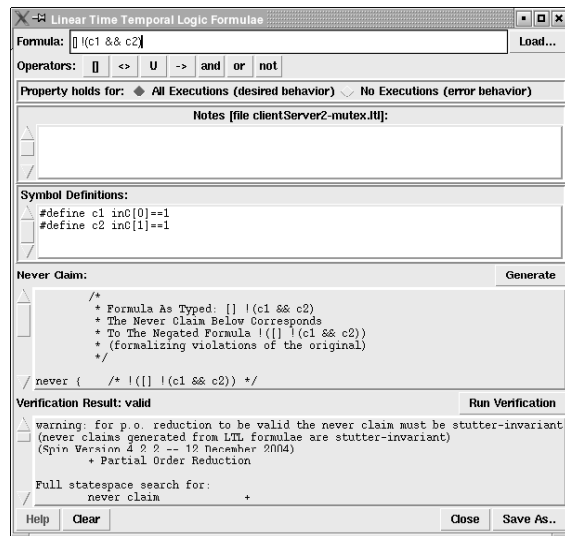 Linear Time Temporal Logic Formulae
Formula: [] !(c1 && c2) Load...
Operators: [] <> U -> and or not
Property holds for: All Executions (desired behavior) No Executions (error behavior)
Notes [file clientServer2-mutex.ltl]:
Symbol Definitions:
#define c1 inC[0]==1
#define c2 inC[1]==1
Never Claim: Generate
/*
* Formula As Typed: [] !(c1 && c2)
* The Never Claim Below Corresponds
* To The Negated Formula !([] !(c1 && c2))
* (formalizing violations of the original)
*/
never { /* !([] !(c1 && c2)) */
Verification Result: valid Run Verification
warning: for p.o. reduction to be valid the never claim must be stutter-invariant
(never claims generated from LTL formulae are stutter-invariant)
(Spin Version 4.2.2 -- 12 December 2004)
+ Partial Order Reduction
Full statespace search for:
never claim +
Help Clear Close Save As..